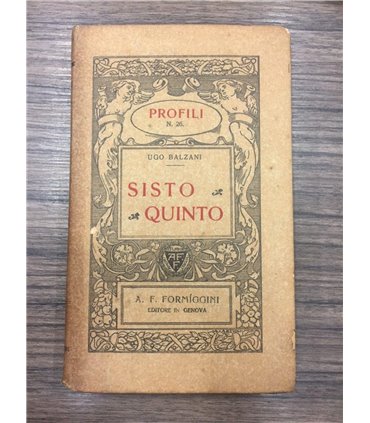 PROFILI
N. 26.
UGO BALZANI
SISTO
QUINTO
A F F
A. F. FORMÍGGINI
EDITORE IN GENOVA